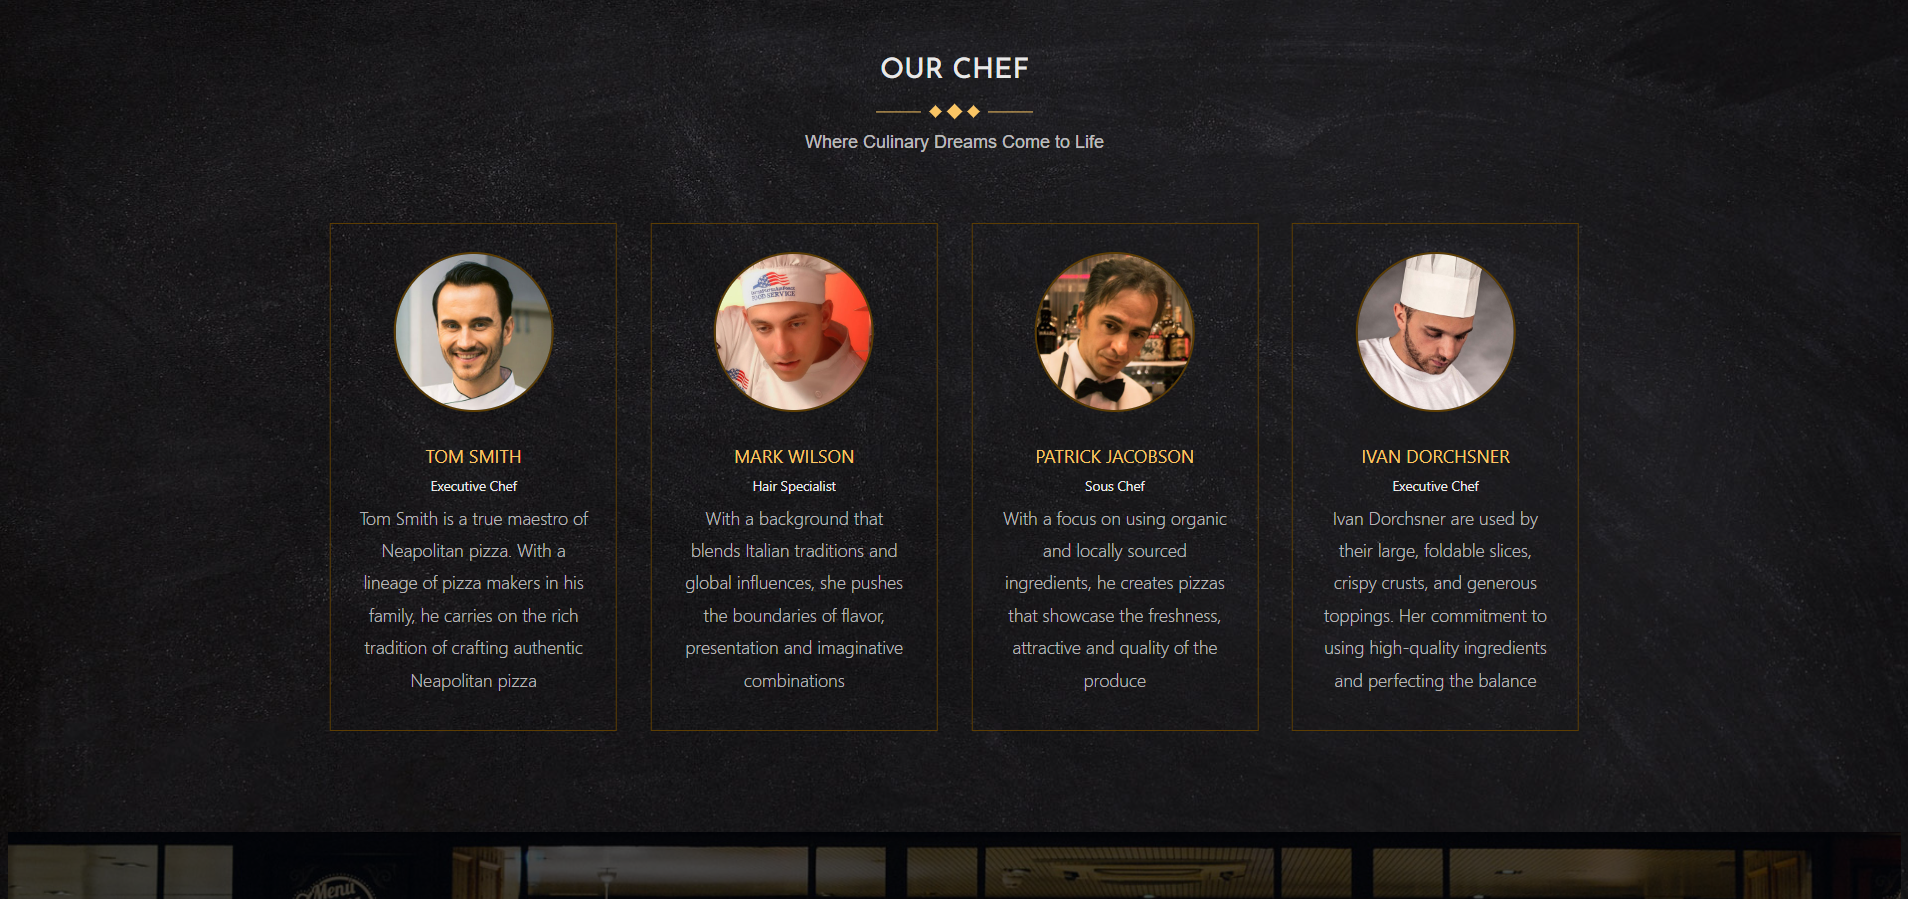 OUR CHEF
Where Culinary Dreams Come to Life
FOOD SERVICE
TOM SMITH
Executive Chef
Tom Smith is a true maestro of
Neapolitan pizza. With a
lineage of pizza makers in his
family, he carries on the rich
tradition of crafting authentic
Neapolitan pizza
MARK WILSON
Hair Specialist
With a background that
blends Italian traditions and
global influences, she pushes
the boundaries of flavor,
presentation and imaginative
combinations
PATRICK JACOBSON
Sous Chef
With a focus on using organic
and locally sourced
ingredients, he creates pizzas
that showcase the freshness,
attractive and quality of the
produce
IVAN DORCHSNER
Executive Chef
Ivan Dorchsner are used by
their large, foldable slices,
crispy crusts, and generous
toppings. Her commitment to
using high-quality ingredients
and perfecting the balance
Menu